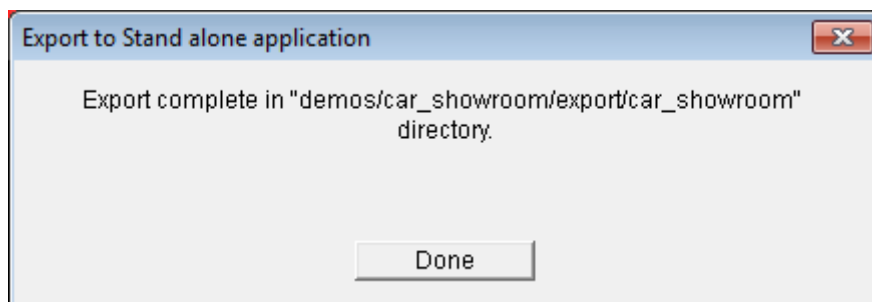 Export to Stand alone application
Export complete in "demos/car_showroom/export/car_showroom"
directory.
Done